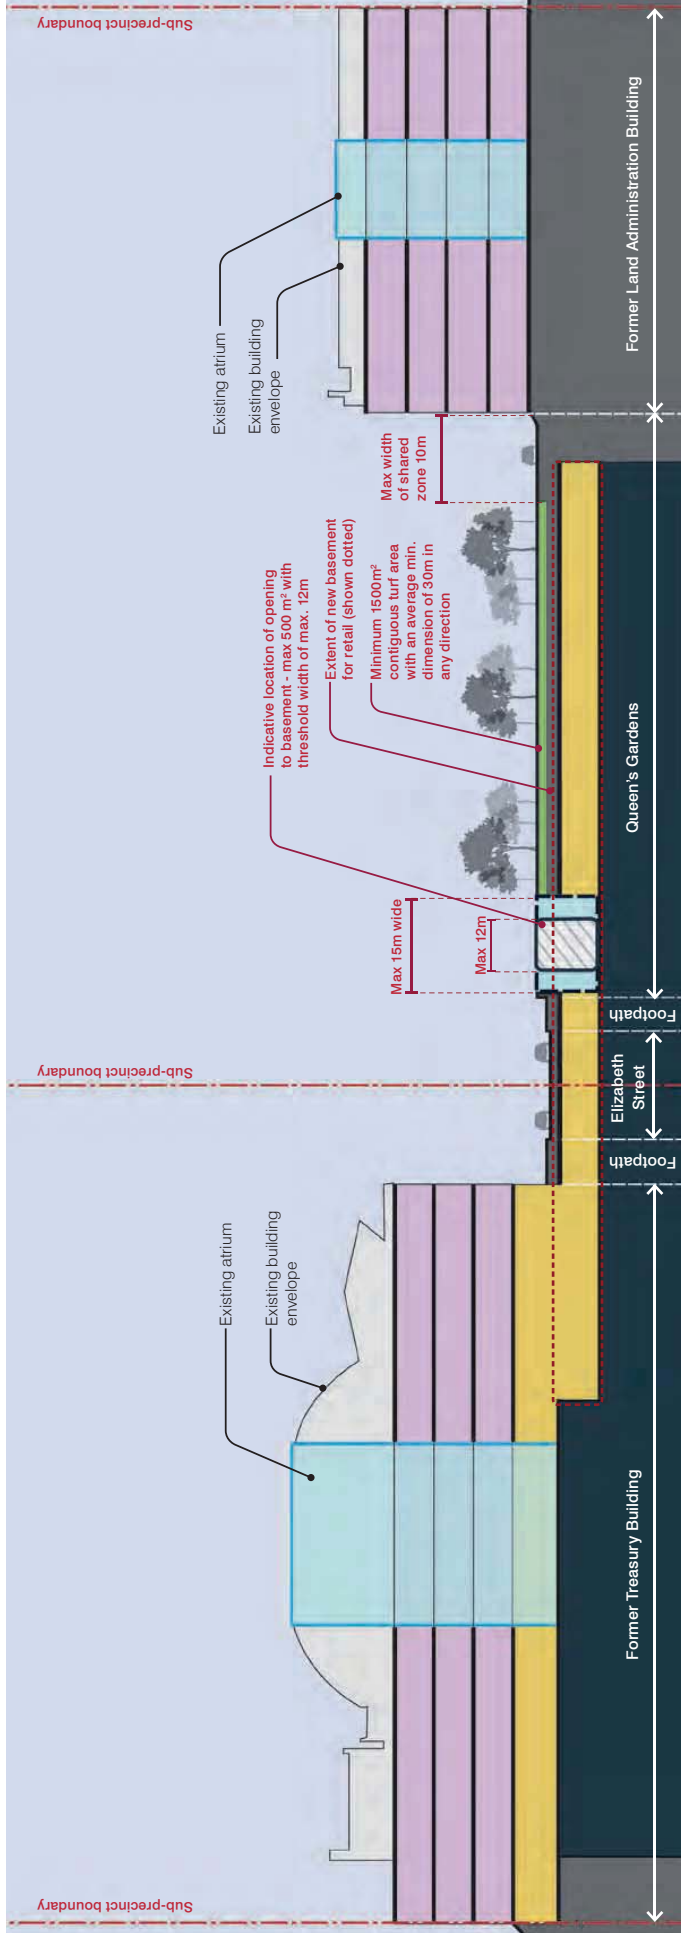 Sub-precinct boundary
Existing atrium
Existing building
envelope
Sub-precinct boundary
Max 15m wide
Max 12m
Indicative location of opening
to basement - max 500 m² with
threshold width of max. 12m
Extent of new basement
for retail (shown dotted)
Minimum 1500m²
contiguous turf area
with an average min.
dimension of 30m in
any direction
Max width
of shared
zone 10m
Existing atrium
Existing building
envelope
Sub-precinct boundary
Former Treasury Building
Footpath
Elizabeth
Street
Footpath
Queen's Gardens
Former Land Administration Building